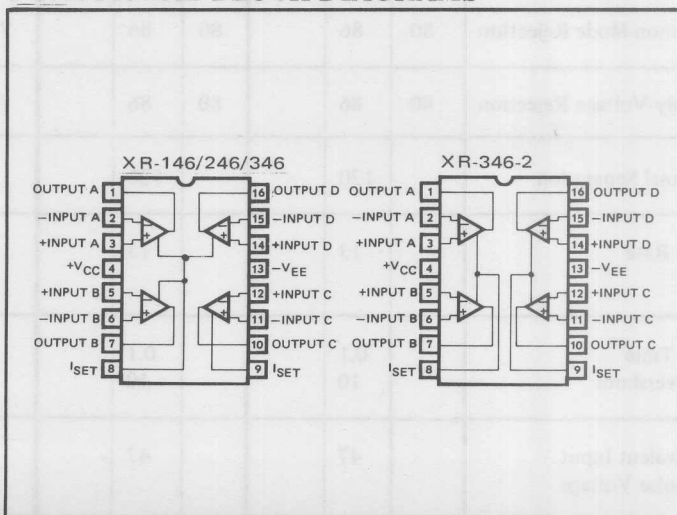 XR-146/246/346
OUTPUT A 1
−INPUT A 2
+INPUT A 3
+VCC 4
+INPUT B 5
−INPUT B 6
OUTPUT B 7
ISET 8
16 OUTPUT D
15 −INPUT D
14 +INPUT D
13 −VEE
12 +INPUT C
11 −INPUT C
10 OUTPUT C
9 ISET
XR-346-2
OUTPUT A 1
−INPUT A 2
+INPUT A 3
+VCC 4
+INPUT B 5
−INPUT B 6
OUTPUT B 7
ISET 8
16 OUTPUT D
15 −INPUT D
14 +INPUT D
13 −VEE
12 +INPUT C
11 −INPUT C
10 OUTPUT C
9 ISET